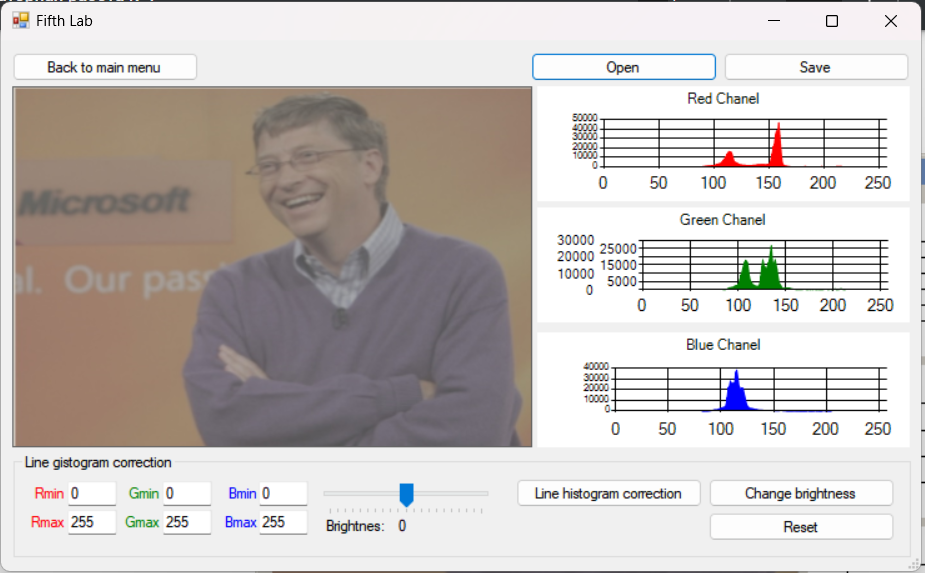 Fifth Lab
Back to main menu
Open
Save
Microsoft
al. Our pass
Red Chanel
50000
40000
30000
20000
10000
0
0 50 100 150 200 250
Green Chanel
30000
25000
20000
15000
10000
5000
0
0 50 100 150 200 250
Blue Chanel
40000
30000
20000
10000
0
0 50 100 150 200 250
Line gistogram correction
Rmin 0 Gmin 0 Bmin 0
Rmax 255 Gmax 255 Bmax 255
Brightnes: 0
Line histogram correction
Change brightness
Reset